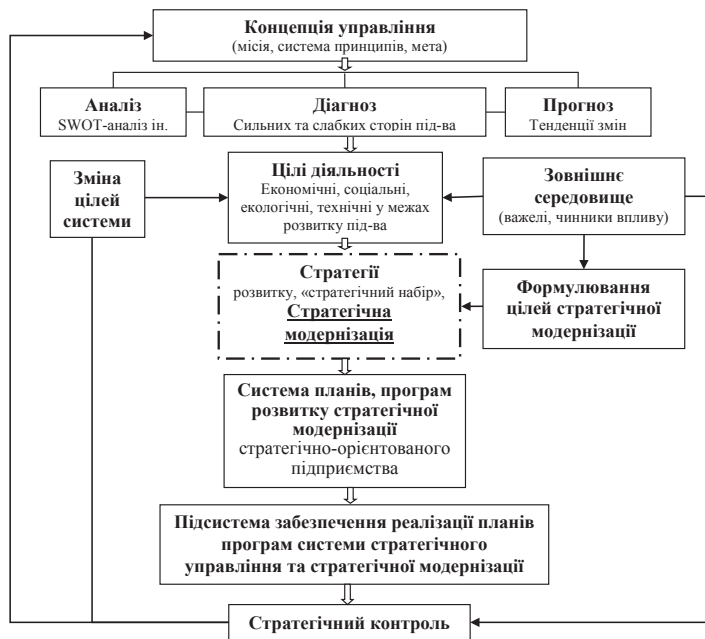 Концепція управління
(місія, система принципів, мета)
Аналіз
SWOT-аналіз ін.
Діагноз
Сильних та слабких сторін під-ва
Прогноз
Тенденції змін
Зміна
цілей
системи
Цілі діяльності
Економічні, соціальні,
екологічні, технічні у межах
розвитку під-ва
Зовнішнє
середовище
(важелі, чинники впливу)
Стратегії
розвитку, «стратегічний набір»,
Стратегічна
модернізація
Формулювання
цілей стратегічної
модернізації
Система планів, програм
розвитку стратегічної
модернізації
стратегічно-орієнтованого
підприємства
Підсистема забезпечення реалізації планів
програм системи стратегічного
управління та стратегічної модернізації
Стратегічний контроль